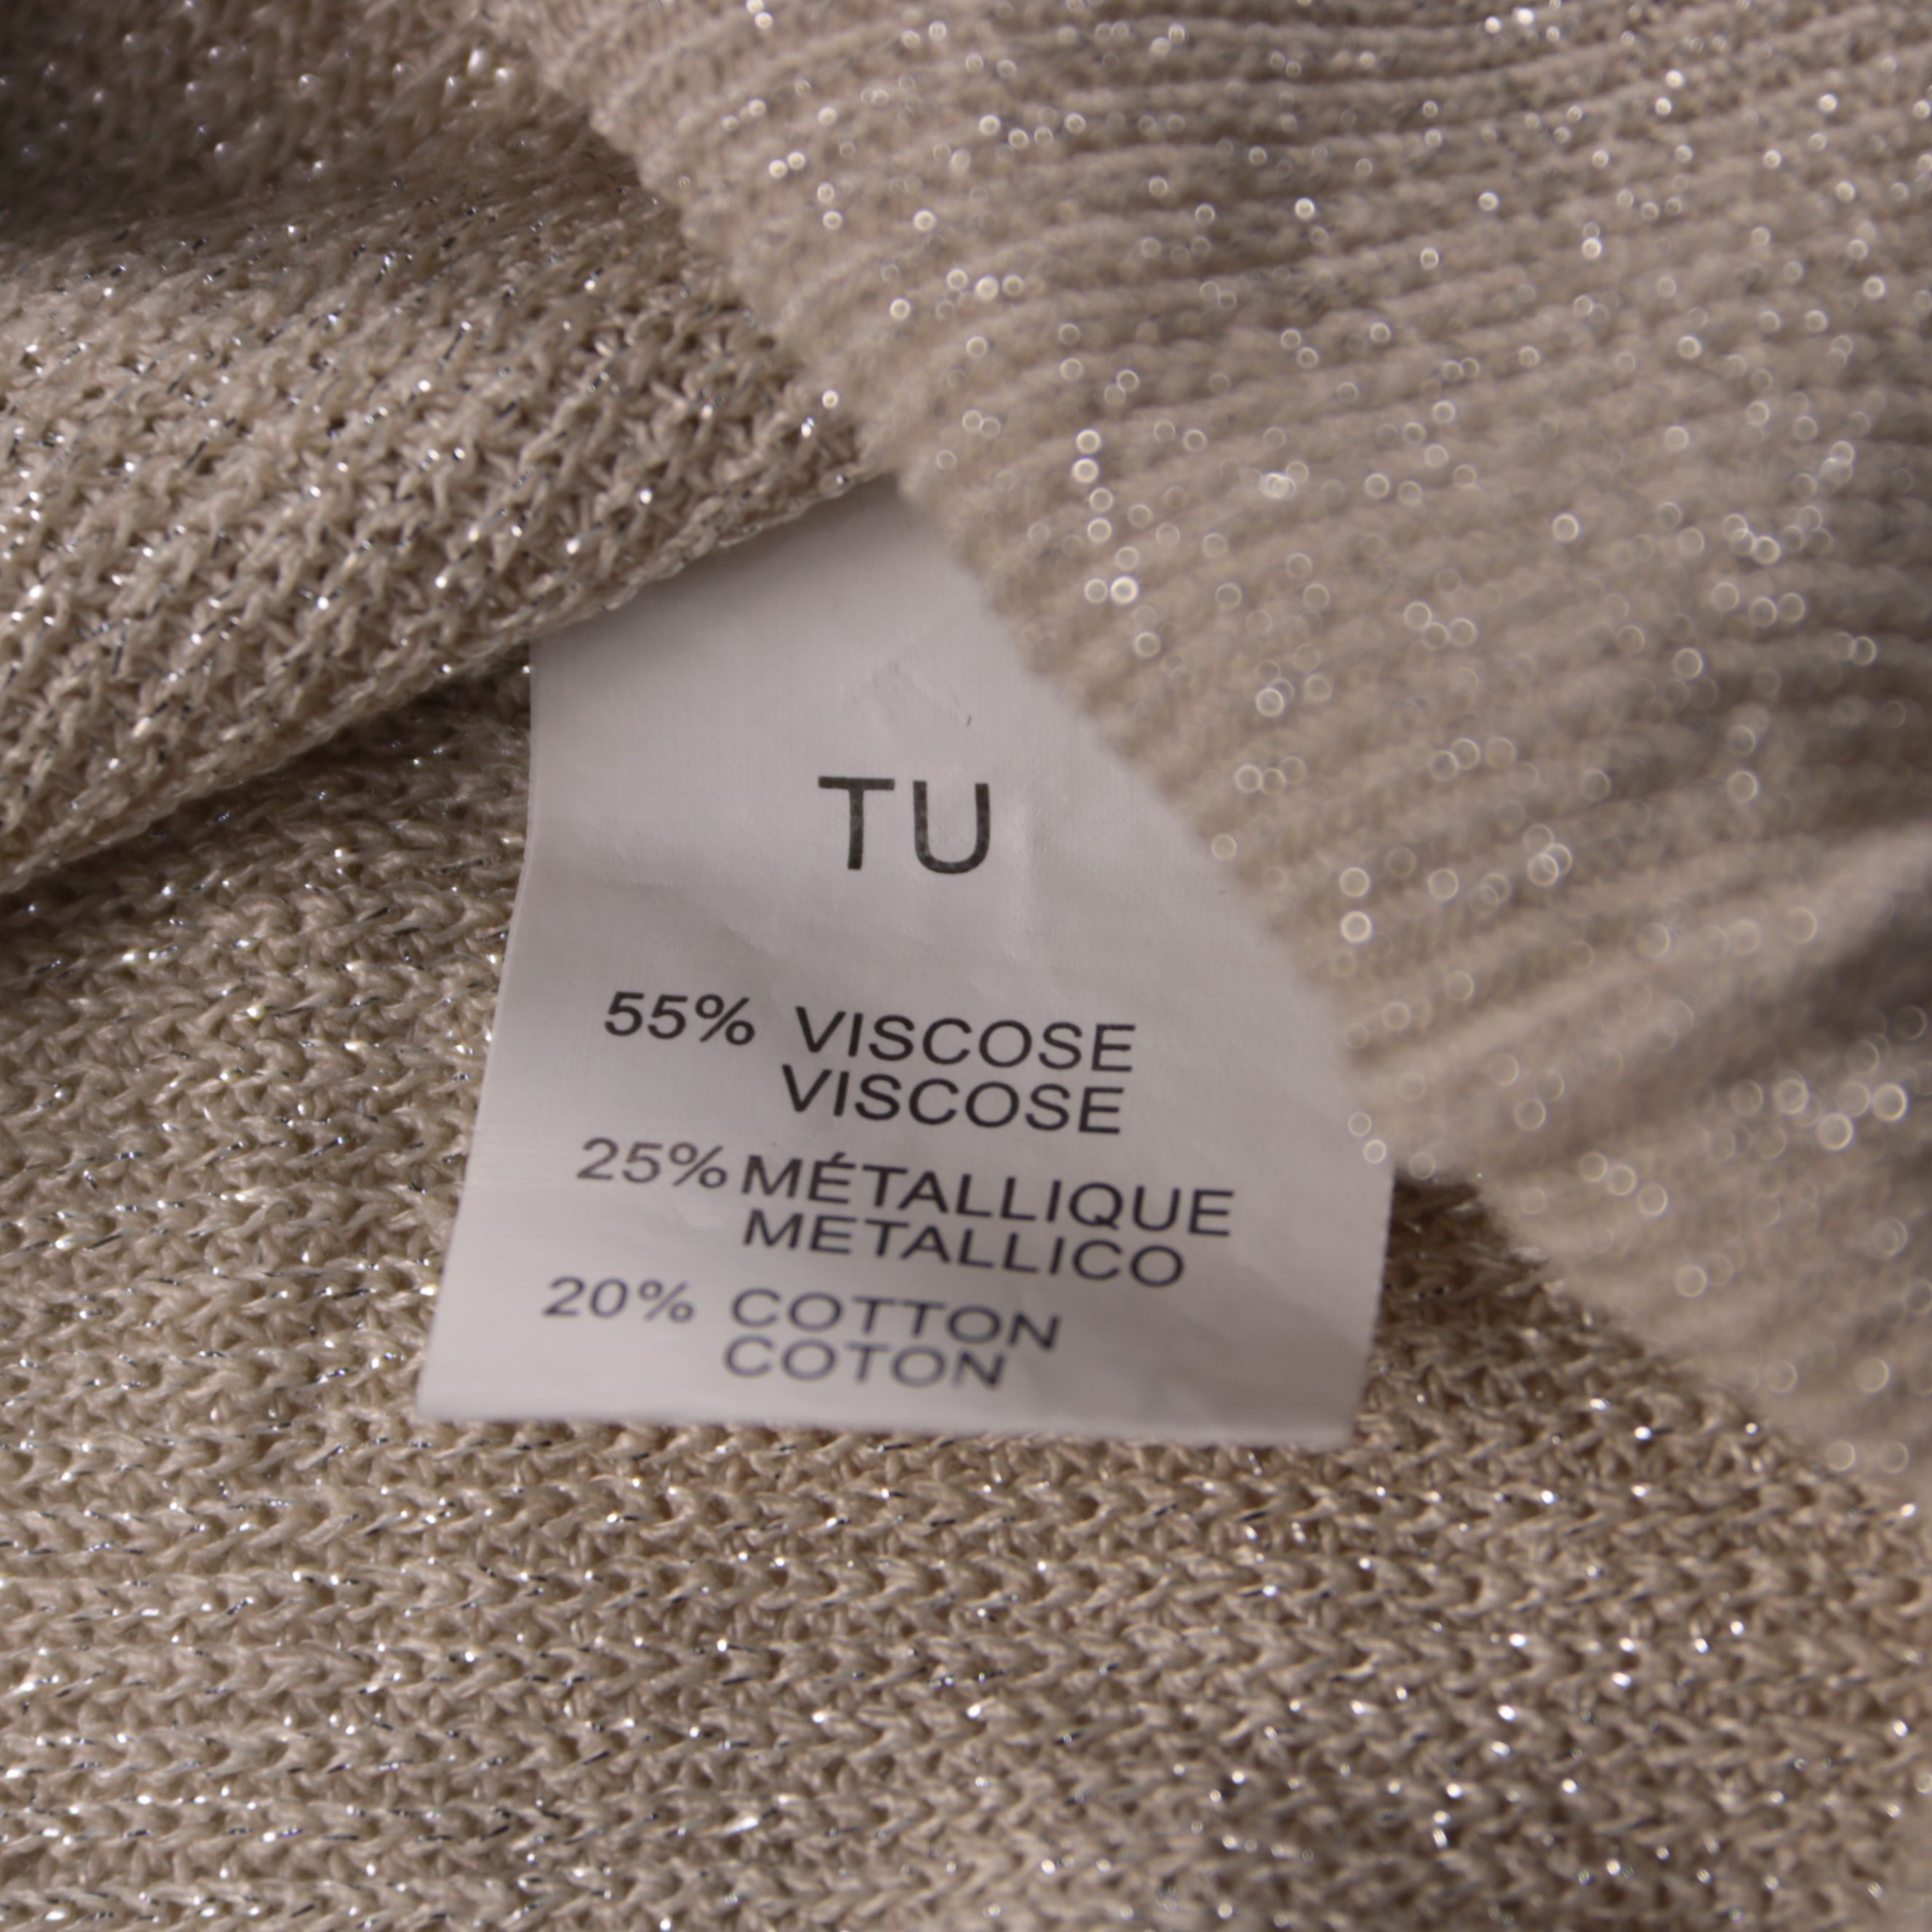 TU
55% VISCOSE
VISCOSE
25% MÉTALLIQUE
METALLICO
20% COTTON
COTON